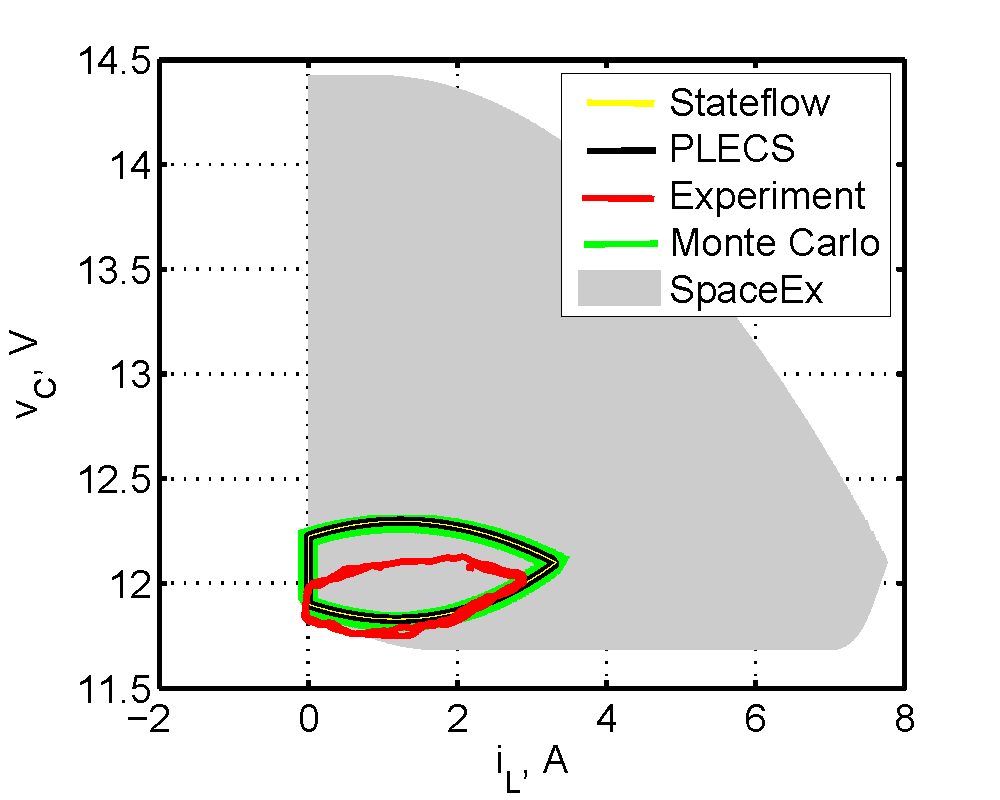 14.5
14
13.5
13
12.5
12
11.5
v_C, V
Stateflow
PLECS
Experiment
Monte Carlo
SpaceEx
−2 0 2 4 6 8
i_L, A